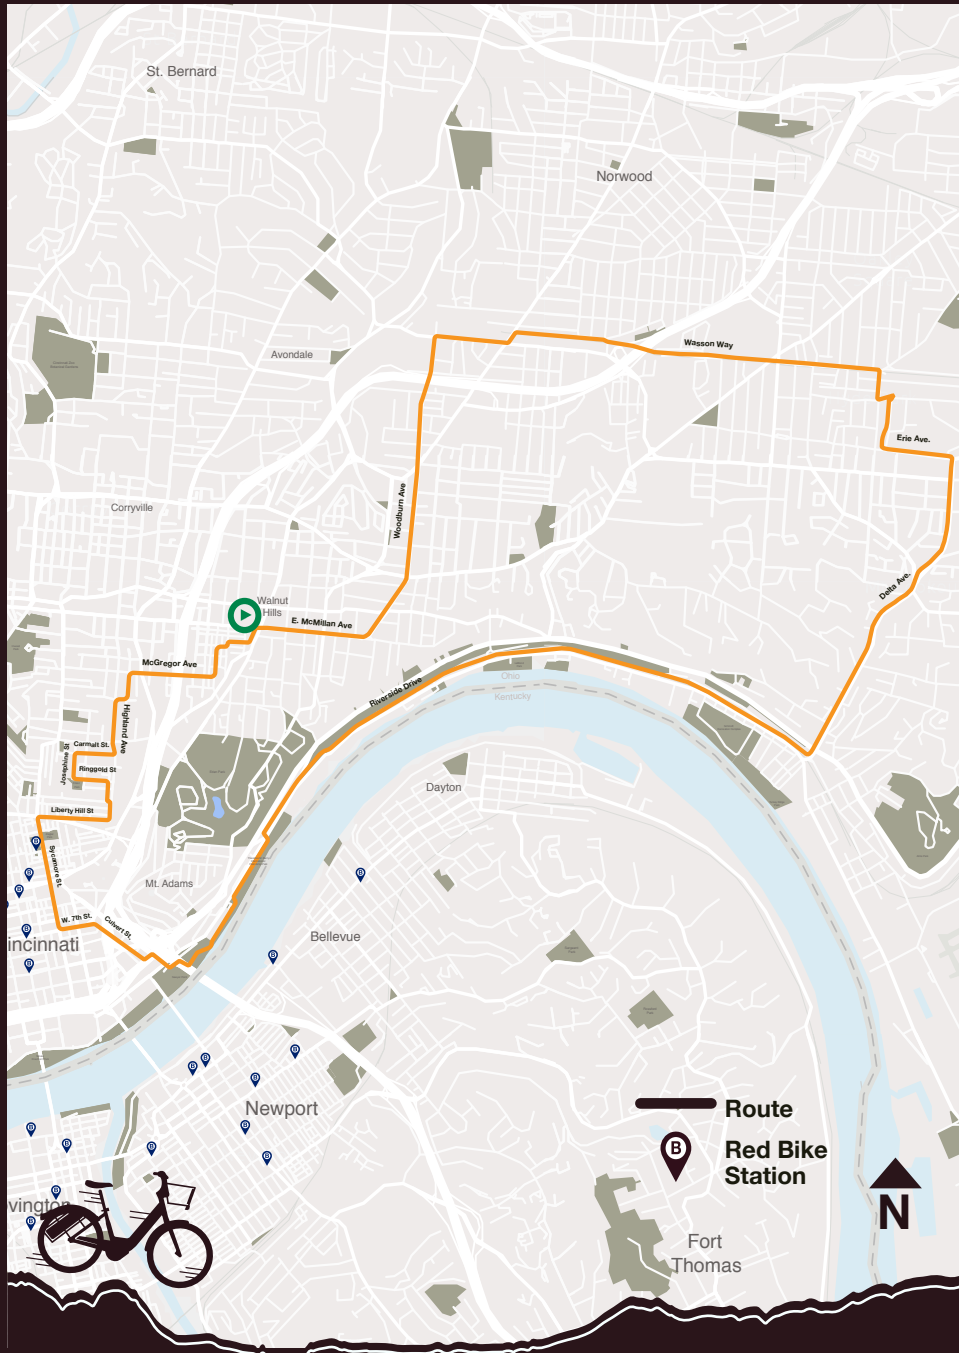 St. Bernard
Norwood
Wasson Way
Avondale
Erie Ave.
Woodburn Ave
Corryville
Delta Ave.
Walnut
Hills
E. McMillan Ave
McGregor Ave
Ohio
Kentucky
Riverside Drive
Highland Ave
Carmalt St.
Josephine St
Ringgold St
Dayton
Liberty Hill St
Sycamore St.
Mt. Adams
W. 7th St.
Culvert St.
incinnati
Bellevue
Newport
Route
B
Red Bike
Station
vington
N
Fort
Thomas